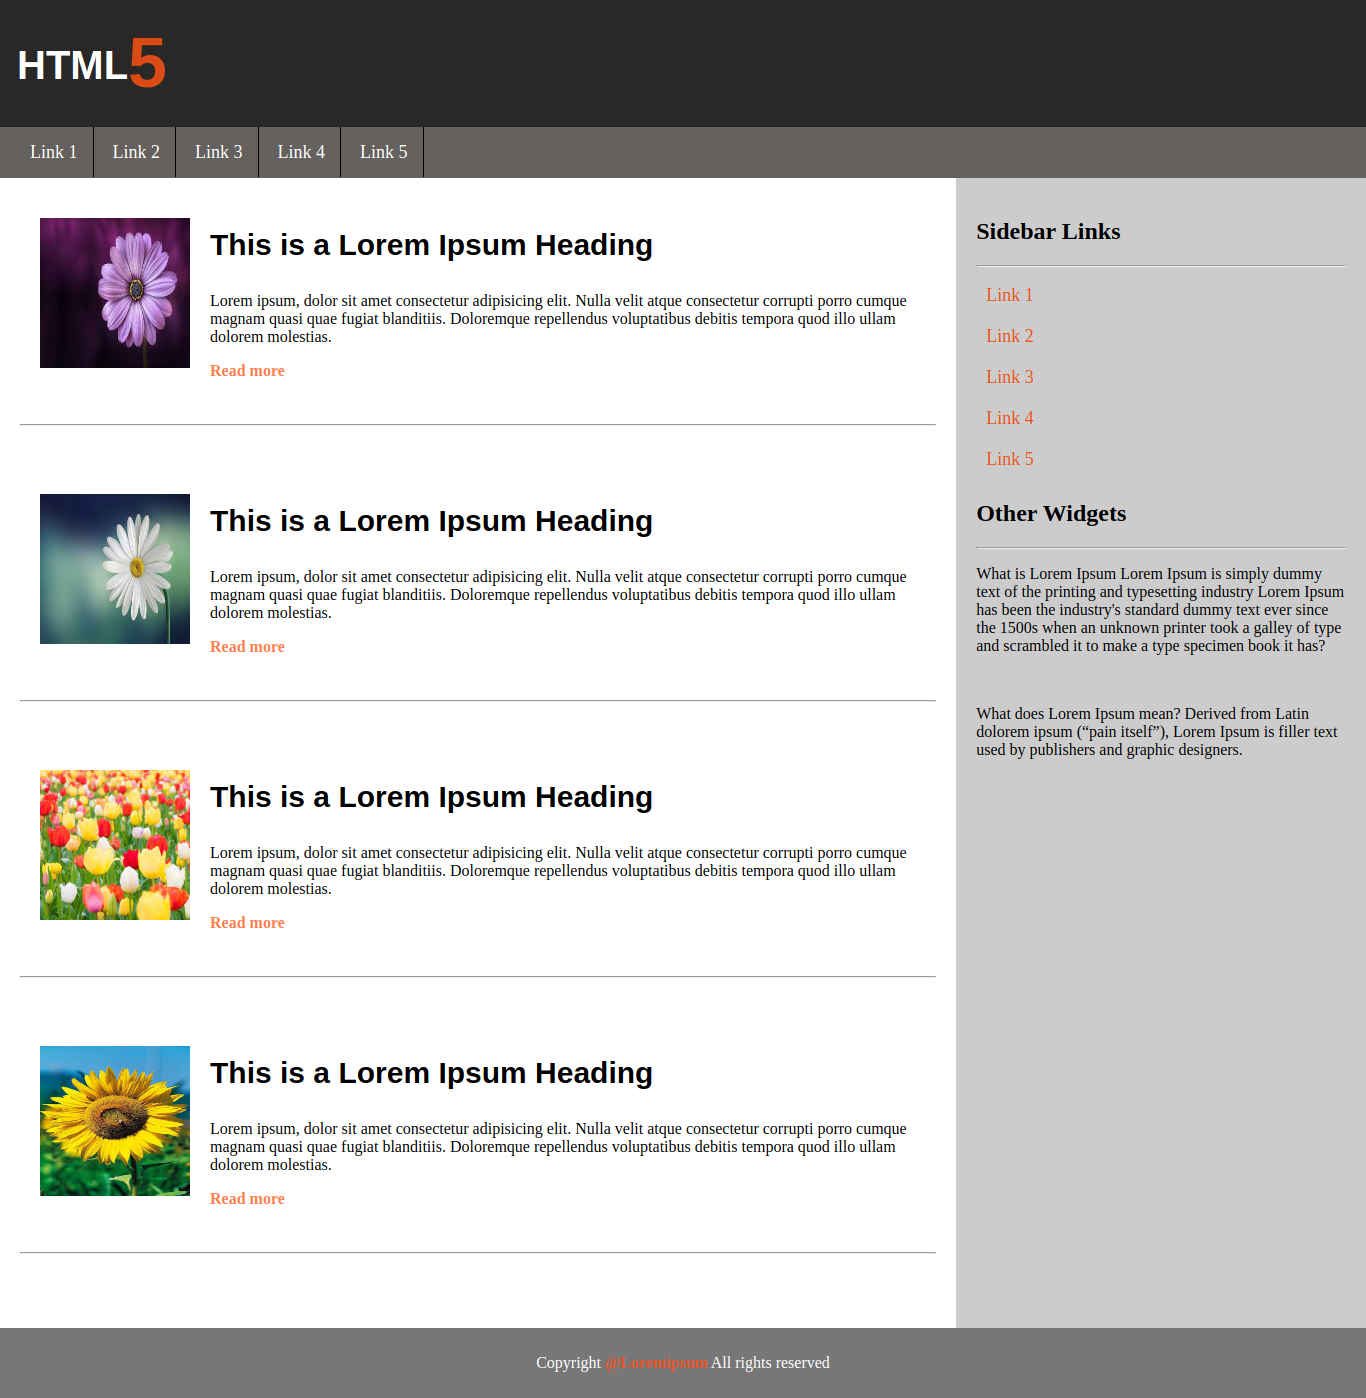 HTML5
Link 1 Link 2 Link 3 Link 4 Link 5
This is a Lorem Ipsum Heading
Lorem ipsum, dolor sit amet consectetur adipisicing elit. Nulla velit atque consectetur corrupti porro cumque
magnam quasi quae fugiat blanditiis. Doloremque repellendus voluptatibus debitis tempora quod illo ullam
dolorem molestias.
Read more
This is a Lorem Ipsum Heading
Lorem ipsum, dolor sit amet consectetur adipisicing elit. Nulla velit atque consectetur corrupti porro cumque
magnam quasi quae fugiat blanditiis. Doloremque repellendus voluptatibus debitis tempora quod illo ullam
dolorem molestias.
Read more
This is a Lorem Ipsum Heading
Lorem ipsum, dolor sit amet consectetur adipisicing elit. Nulla velit atque consectetur corrupti porro cumque
magnam quasi quae fugiat blanditiis. Doloremque repellendus voluptatibus debitis tempora quod illo ullam
dolorem molestias.
Read more
This is a Lorem Ipsum Heading
Lorem ipsum, dolor sit amet consectetur adipisicing elit. Nulla velit atque consectetur corrupti porro cumque
magnam quasi quae fugiat blanditiis. Doloremque repellendus voluptatibus debitis tempora quod illo ullam
dolorem molestias.
Read more
Sidebar Links
Link 1
Link 2
Link 3
Link 4
Link 5
Other Widgets
What is Lorem Ipsum Lorem Ipsum is simply dummy
text of the printing and typesetting industry Lorem Ipsum
has been the industry's standard dummy text ever since
the 1500s when an unknown printer took a galley of type
and scrambled it to make a type specimen book it has?
What does Lorem Ipsum mean? Derived from Latin
dolorem ipsum (“pain itself”), Lorem Ipsum is filler text
used by publishers and graphic designers.
Copyright @Loremipsum All rights reserved